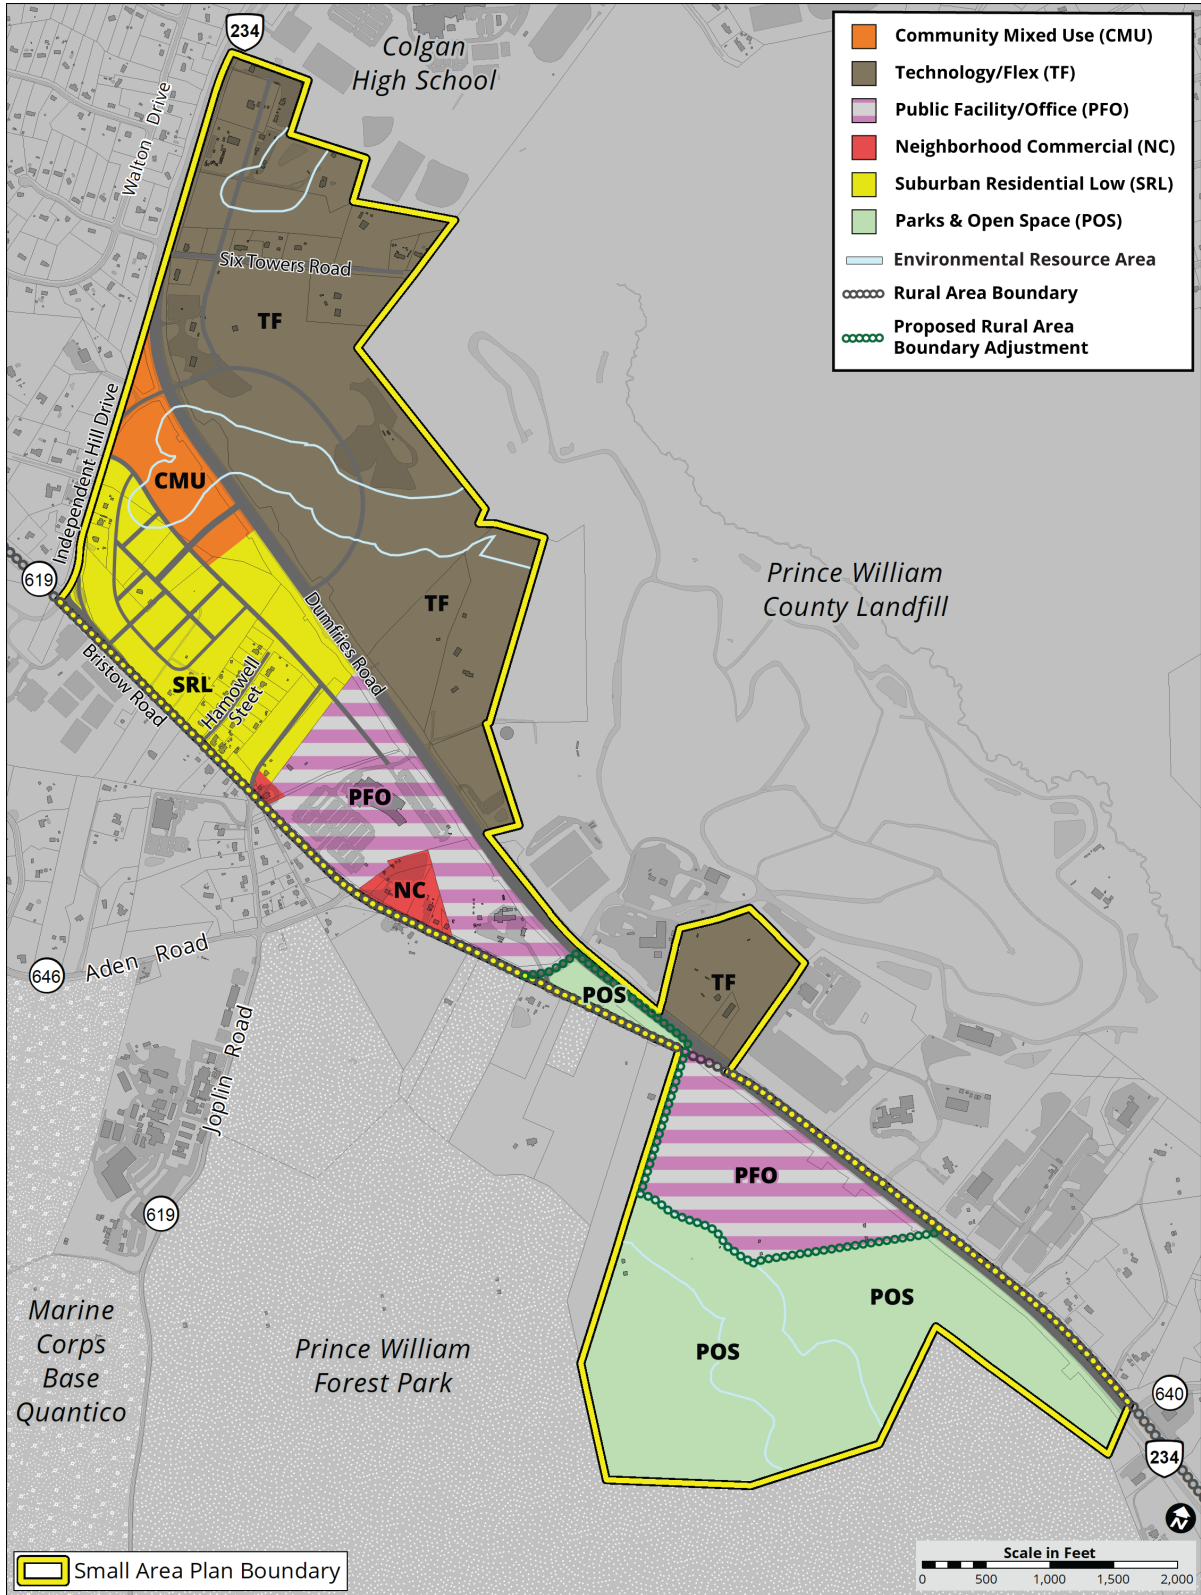 234
Colgan
High School
Community Mixed Use (CMU)
Technology/Flex (TF)
Public Facility/Office (PFO)
Neighborhood Commercial (NC)
Suburban Residential Low (SRL)
Parks & Open Space (POS)
Environmental Resource Area
Rural Area Boundary
Proposed Rural Area
Boundary Adjustment
Walton Drive
Six Towers Road
TF
Independent Hill Drive
CMU
619
Prince William
County Landfill
TF
Dumfries Road
Bristow Road
SRL
Hamowell
Steet
PFO
NC
Aden Road
646
POS
TF
Joplin Road
PFO
619
POS
POS
Marine
Corps
Base
Quantico
Prince William
Forest Park
640
234
N
Small Area Plan Boundary
Scale in Feet
0 500 1,000 1,500 2,000